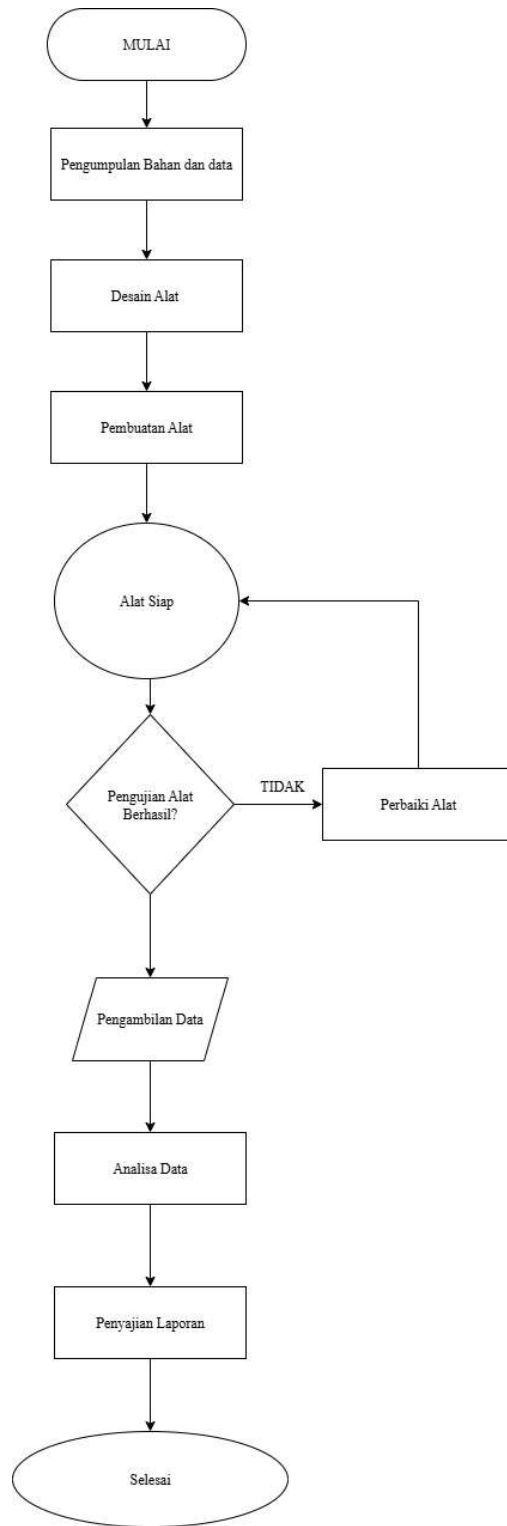 MULAI
Pengumpulan Bahan dan data
Desain Alat
Pembuatan Alat
Alat Siap
Pengujian Alat
Berhasil?
TIDAK
Perbaiki Alat
Pengambilan Data
Analisa Data
Penyajian Laporan
Selesai